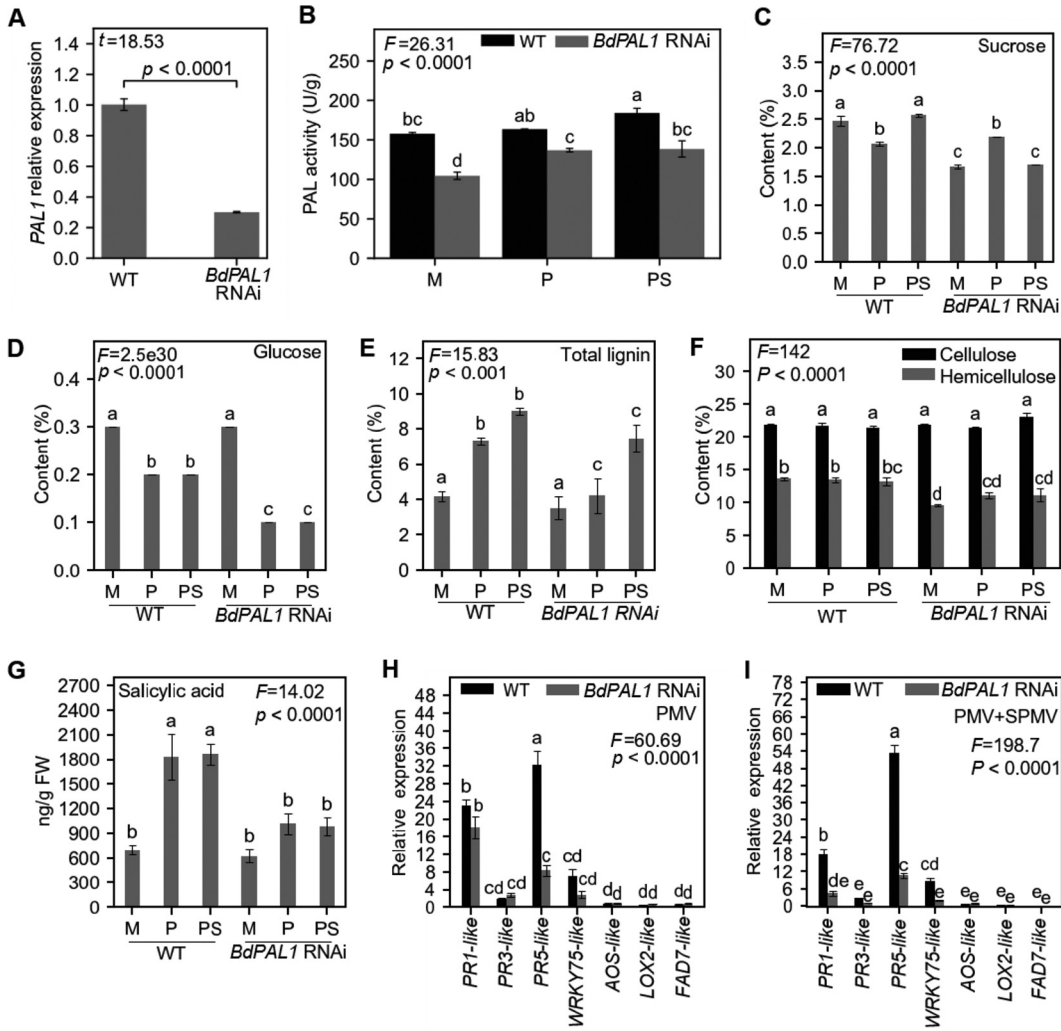 A
t=18.53
p < 0.0001
PAL1 relative expression
1.4
1.2
1.0
0.8
0.6
0.4
0.2
0.0
WT
BdPAL1
RNAi
B
F=26.31
p < 0.0001
WT
BdPAL1 RNAi
PAL activity (U/g)
250
200
150
100
50
0
bc
d
ab
c
a
bc
M
P
PS
C
F=76.72
p < 0.0001
Sucrose
Content (%)
3.0
2.5
2.0
1.5
1.0
0.5
0.0
a
b
a
c
b
c
M P PS M P PS
WT
BdPAL1 RNAi
D
F=2.5e30
p < 0.0001
Glucose
Content (%)
0.4
0.3
0.2
0.1
0.0
a
b
b
a
c
c
M P PS M P PS
WT
BdPAL1 RNAi
E
F=15.83
p < 0.001
Total lignin
Content (%)
12
10
8
6
4
2
0
a
b
b
a
c
c
M P PS M P PS
WT
BdPAL1 RNAi
F
F=142
P < 0.0001
Cellulose
Hemicellulose
Content (%)
30
25
20
15
10
5
0
a
b
a
b
a
bc
a
d
a
cd
a
cd
M P PS M P PS
WT
BdPAL1 RNAi
G
Salicylic acid
F=14.02
p < 0.0001
ng/g FW
2700
2400
2100
1800
1500
1200
900
600
300
0
b
a
a
b
b
b
M P PS M P PS
WT
BdPAL1 RNAi
H
WT
BdPAL1 RNAi
PMV
F=60.69
p < 0.0001
Relative expression
48
44
40
36
32
28
24
20
16
12
8
4
0
b
b
cd
cd
a
c
cd
cd
d
d
d
d
d
d
PR1-like
PR3-like
PR5-like
WRKY75-like
AOS-like
LOX2-like
FAD7-like
I
WT
BdPAL1 RNAi
PMV+SPMV
F=198.7
P < 0.0001
Relative expression
78
72
66
60
54
48
42
36
30
24
18
12
6
0
b
de
e
e
a
c
cd
e
e
e
e
e
e
e
PR1-like
PR3-like
PR5-like
WRKY75-like
AOS-like
LOX2-like
FAD7-like